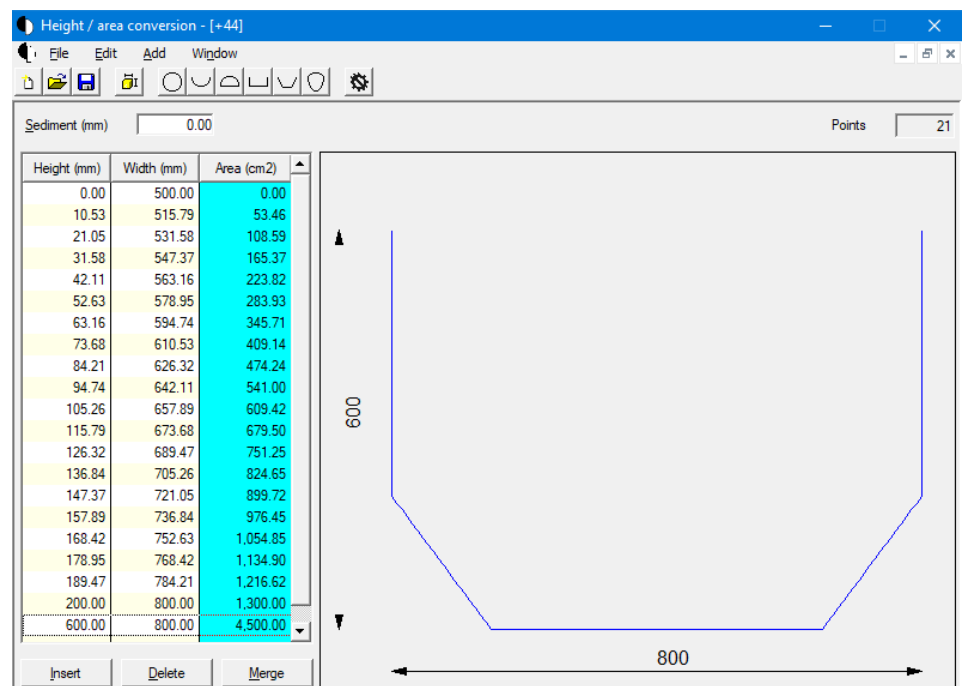 Height / area conversion - [+44]
File Edit Add Window
Sediment (mm) 0.00 Points 21
Height (mm) Width (mm) Area (cm2)
0.00 500.00 0.00
10.53 515.79 53.46
21.05 531.58 108.59
31.58 547.37 165.37
42.11 563.16 223.82
52.63 578.95 283.93
63.16 594.74 345.71
73.68 610.53 409.14
84.21 626.32 474.24
94.74 642.11 541.00
105.26 657.89 609.42
115.79 673.68 679.50
126.32 689.47 751.25
136.84 705.26 824.65
147.37 721.05 899.72
157.89 736.84 976.45
168.42 752.63 1,054.85
178.95 768.42 1,134.90
189.47 784.21 1,216.62
200.00 800.00 1,300.00
600.00 800.00 4,500.00
Insert Delete Merge
600
800